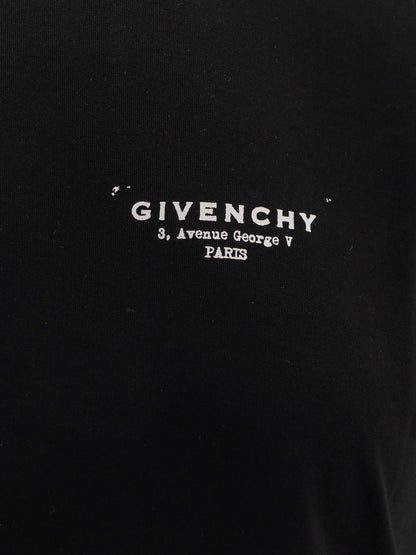 GIVENCHY
3, Avenue George V
PARIS